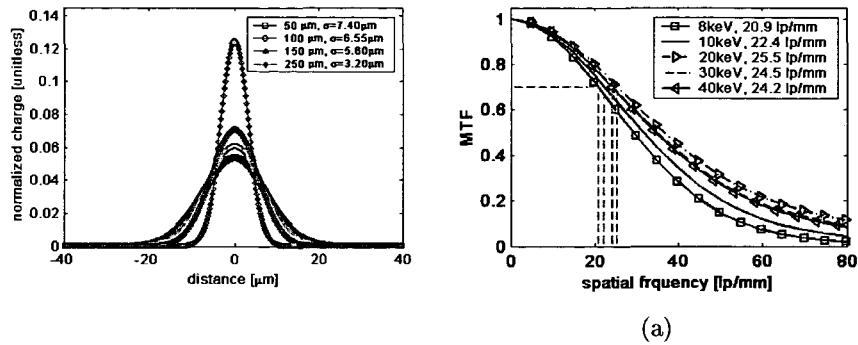 normalized charge [unitless]
0.14
0.12
0.1
0.08
0.06
0.04
0.02
0
-40
-20
0
20
40
distance [µm]
50 µm, σ=7.40µm
100 µm, σ=6.55µm
150 µm, σ=5.60µm
250 µm, σ=3.20µm
MTF
1
0.8
0.6
0.4
0.2
0
0
20
40
60
80
spatial frquency [lp/mm]
8keV, 20.9 lp/mm
10keV, 22.4 lp/mm
20keV, 25.5 lp/mm
30keV, 24.5 lp/mm
40keV, 24.2 lp/mm
(a)